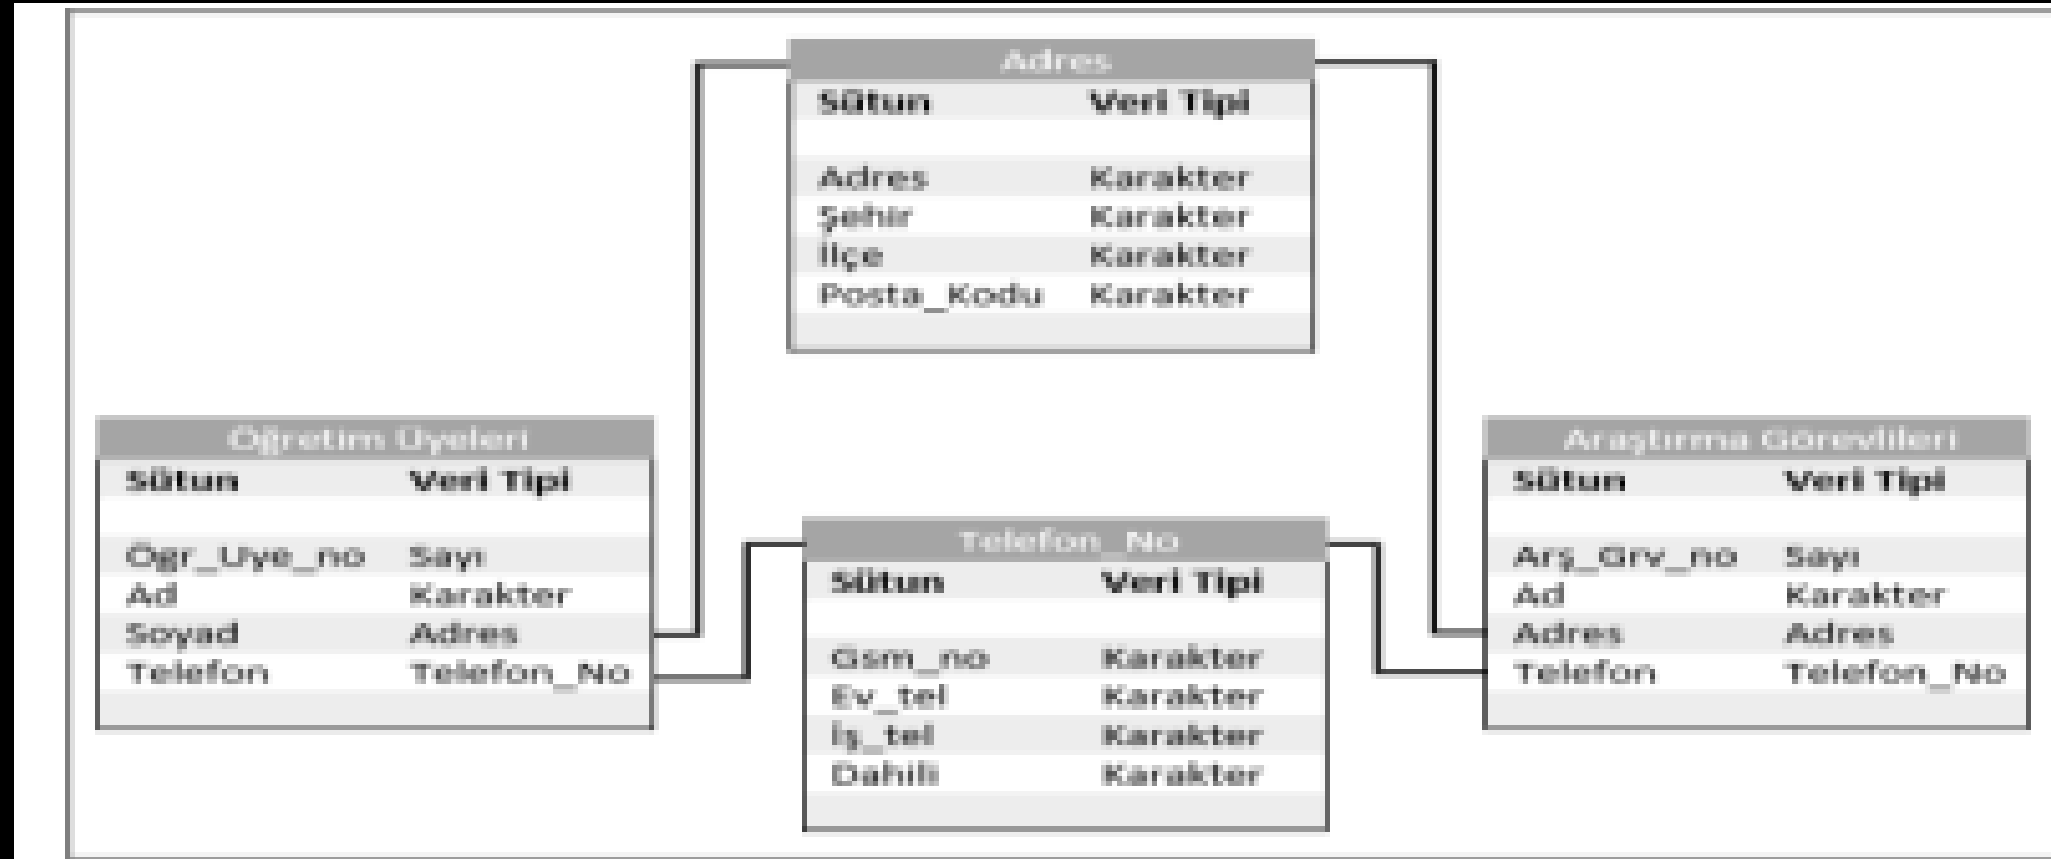 Adres
Sütun Veri Tipi
Adres Karakter
Şehir Karakter
İlçe Karakter
Posta_Kodu Karakter
Öğretim Üyeleri
Sütun Veri Tipi
Ögr_Uye_no Sayı
Ad Karakter
Soyad Adres
Telefon Telefon_No
Telefon_No
Sütun Veri Tipi
Gsm_no Karakter
Ev_tel Karakter
İş_tel Karakter
Dahili Karakter
Araştırma Görevlileri
Sütun Veri Tipi
Arş_Grv_no Sayı
Ad Karakter
Adres Adres
Telefon Telefon_No